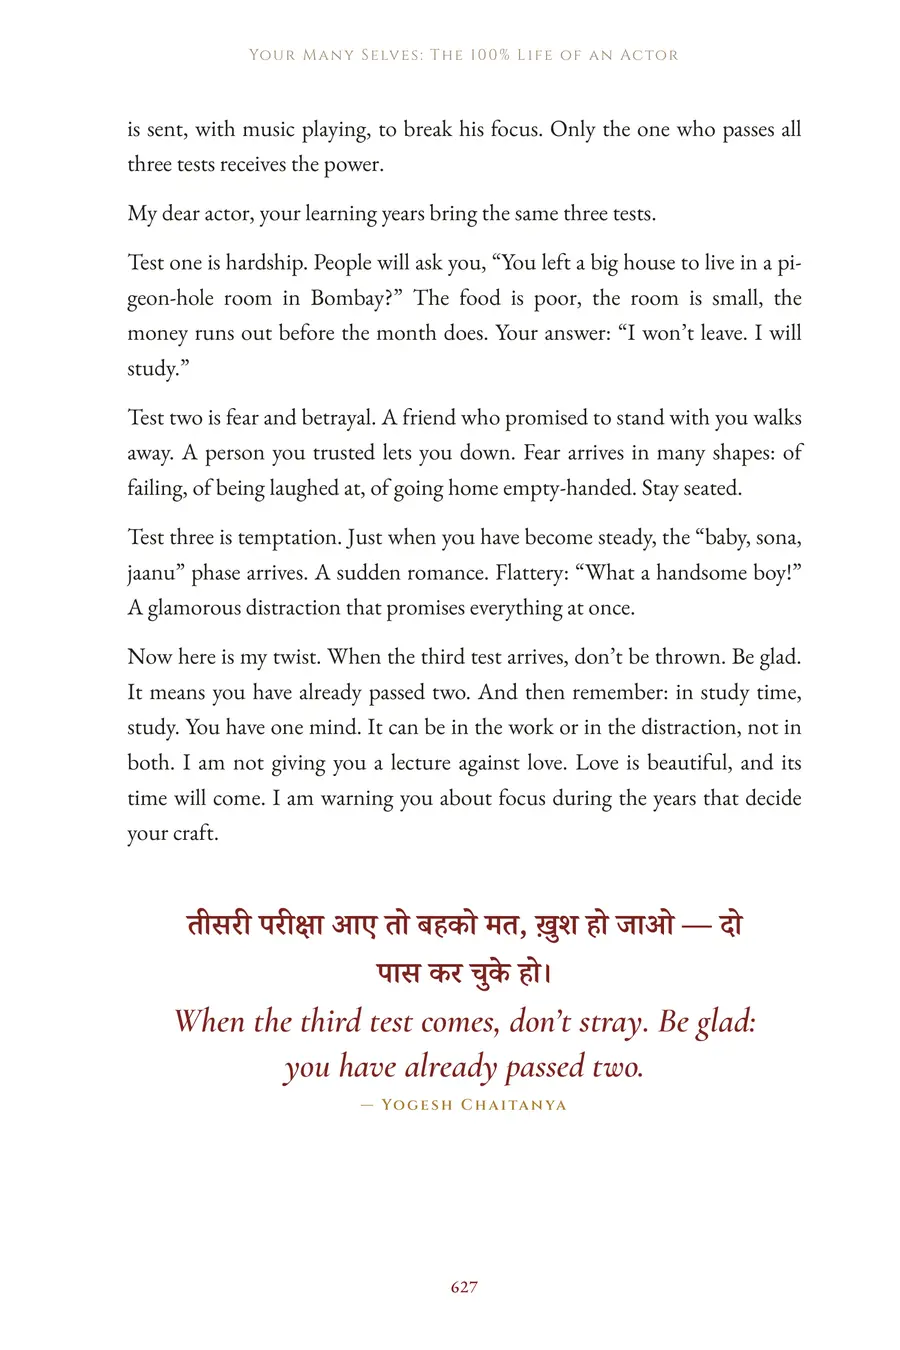 Your Many Selves: The 100% Life of an Actor
is sent, with music playing, to break his focus. Only the one who passes all
three tests receives the power.
My dear actor, your learning years bring the same three tests.
Test one is hardship. People will ask you, “You left a big house to live in a pi-
geon-hole room in Bombay?” The food is poor, the room is small, the
money runs out before the month does. Your answer: “I won’t leave. I will
study.”
Test two is fear and betrayal. A friend who promised to stand with you walks
away. A person you trusted lets you down. Fear arrives in many shapes: of
failing, of being laughed at, of going home empty-handed. Stay seated.
Test three is temptation. Just when you have become steady, the “baby, sona,
jaanu” phase arrives. A sudden romance. Flattery: “What a handsome boy!”
A glamorous distraction that promises everything at once.
Now here is my twist. When the third test arrives, don’t be thrown. Be glad.
It means you have already passed two. And then remember: in study time,
study. You have one mind. It can be in the work or in the distraction, not in
both. I am not giving you a lecture against love. Love is beautiful, and its
time will come. I am warning you about focus during the years that decide
your craft.
तीसरी परीक्षा आए तो बहको मत, ख़ुश हो जाओ — दो
पास कर चुके हो।
When the third test comes, don’t stray. Be glad:
you have already passed two.
— Yogesh Chaitanya
627